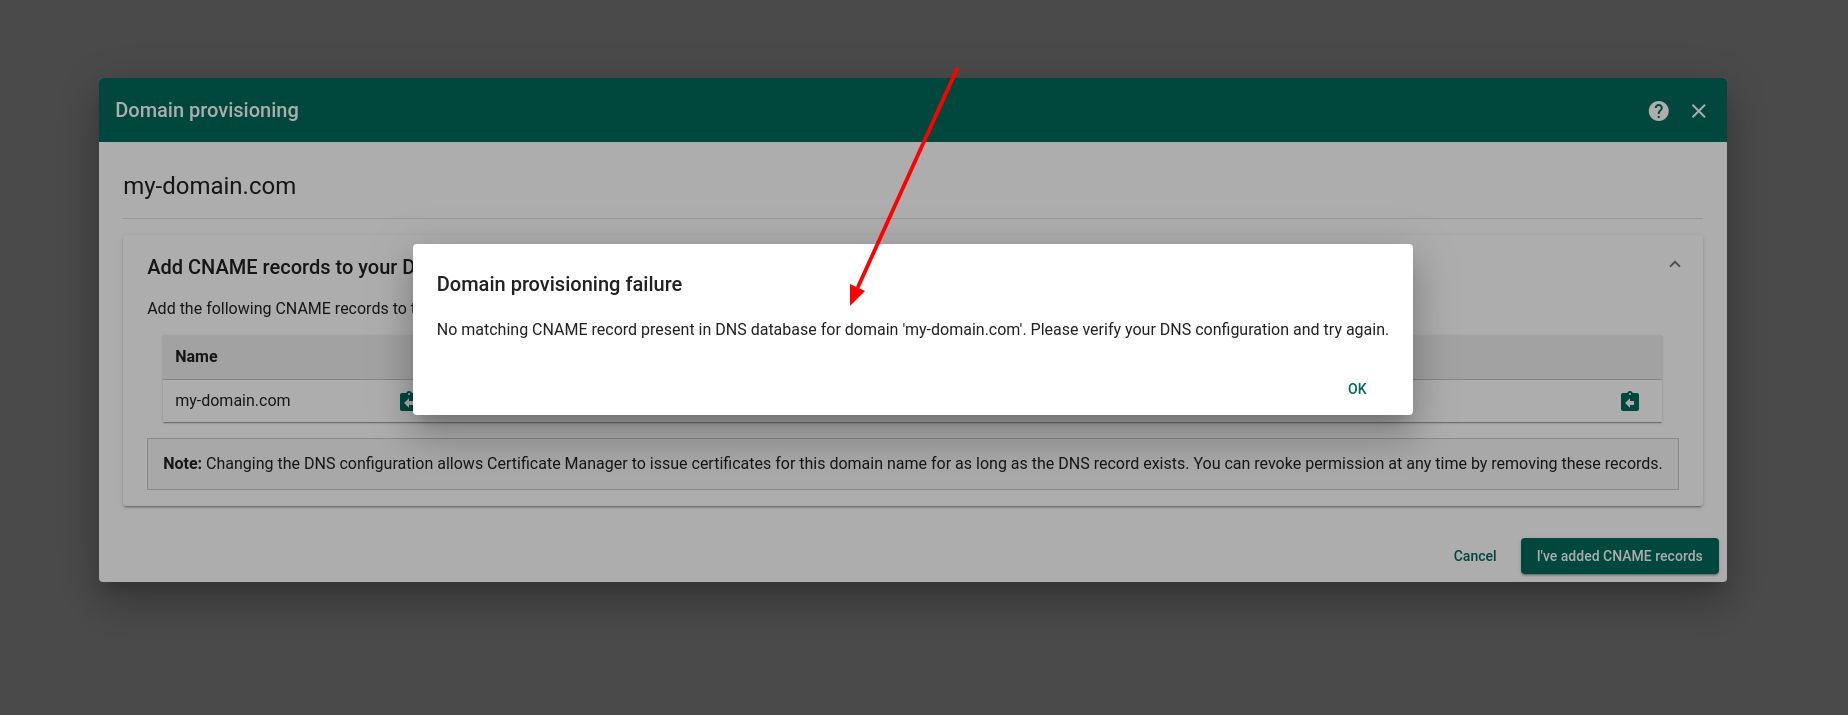 Domain provisioning
my-domain.com
Add CNAME records to your D
Add the following CNAME records to
Domain provisioning failure
No matching CNAME record present in DNS database for domain 'my-domain.com'. Please verify your DNS configuration and try again.
OK
Name
my-domain.com
Note: Changing the DNS configuration allows Certificate Manager to issue certificates for this domain name for as long as the DNS record exists. You can revoke permission at any time by removing these records.
Cancel
I've added CNAME records